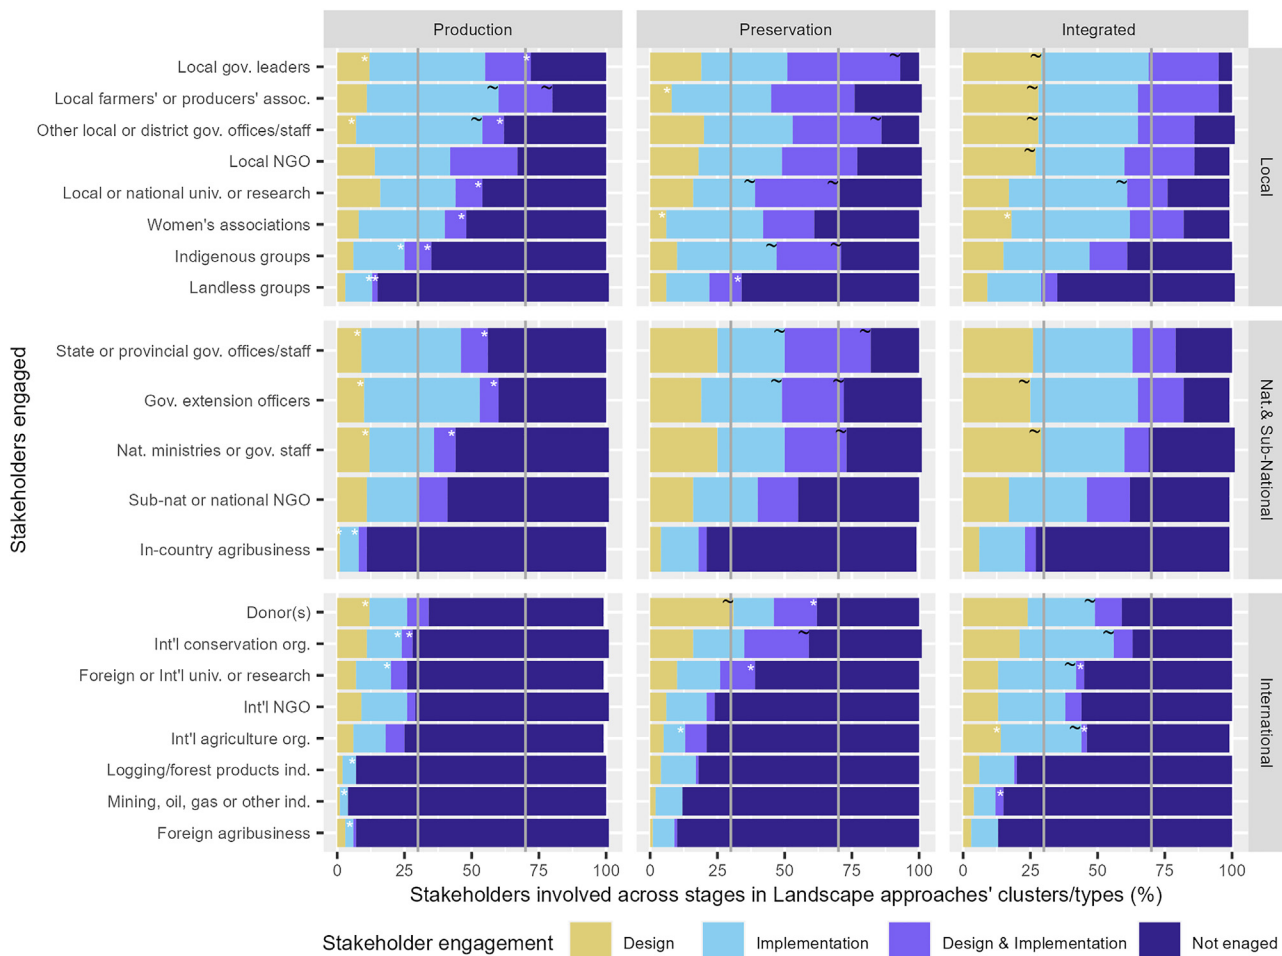 Production Preservation Integrated
Local gov. leaders
Local farmers' or producers' assoc.
Other local or district gov. offices/staff
Local NGO
Local or national univ. or research
Women's associations
Indigenous groups
Landless groups
Local
State or provincial gov. offices/staff
Gov. extension officers
Nat. ministries or gov. staff
Sub-nat or national NGO
In-country agribusiness
Nat.& Sub-National
Donor(s)
Int'l conservation org.
Foreign or Int'l univ. or research
Int'l NGO
Int'l agriculture org.
Logging/forest products ind.
Mining, oil, gas or other ind.
Foreign agribusiness
International
Stakeholders engaged
0 25 50 75 100 0 25 50 75 100 0 25 50 75 100
Stakeholders involved across stages in Landscape approaches' clusters/types (%)
Stakeholder engagement Design Implementation Design & Implementation Not enaged